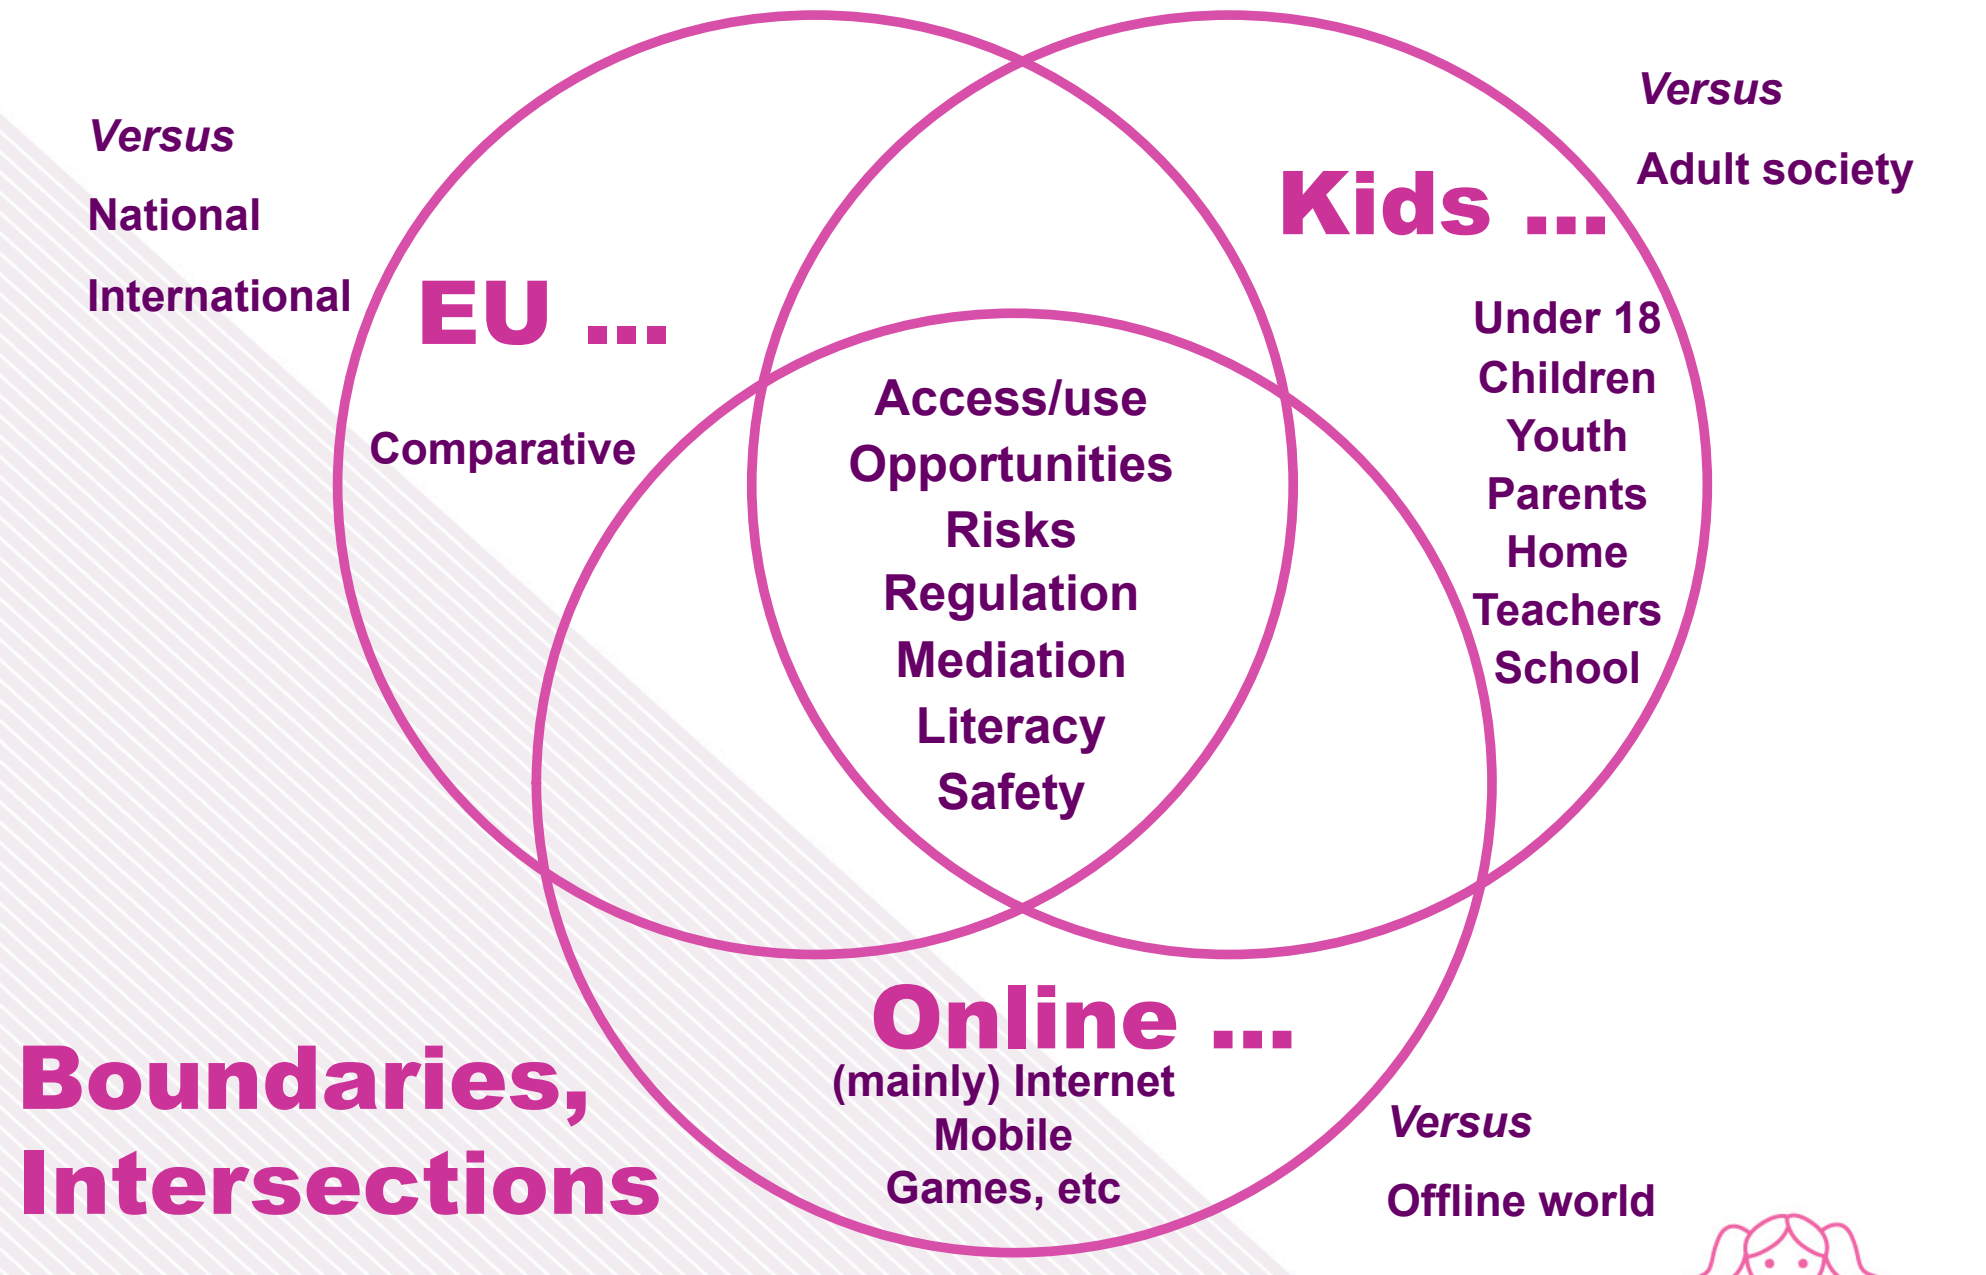 Versus
National
International
EU ...
Comparative
Kids ...
Versus
Adult society
Under 18
Children
Youth
Parents
Home
Teachers
School
Access/use
Opportunities
Risks
Regulation
Mediation
Literacy
Safety
Online ...
(mainly) Internet
Mobile
Games, etc
Versus
Offline world
Boundaries,
Intersections